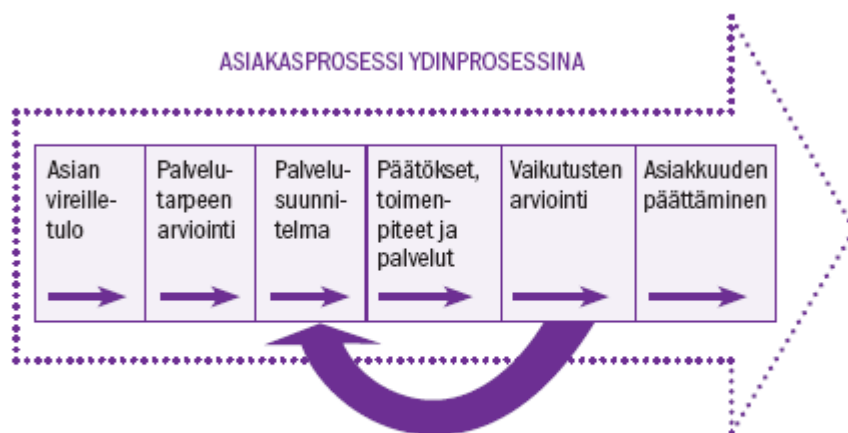 ASIAKASPROSESSI YDINPROSESSINA
Asian
vireille-
tulo
Palvelu-
tarpeen
arviointi
Palvelu-
suunni-
telma
Päätökset,
toimen-
piteet ja
palvelut
Vaikutusten
arviointi
Asiakkuuden
päättäminen